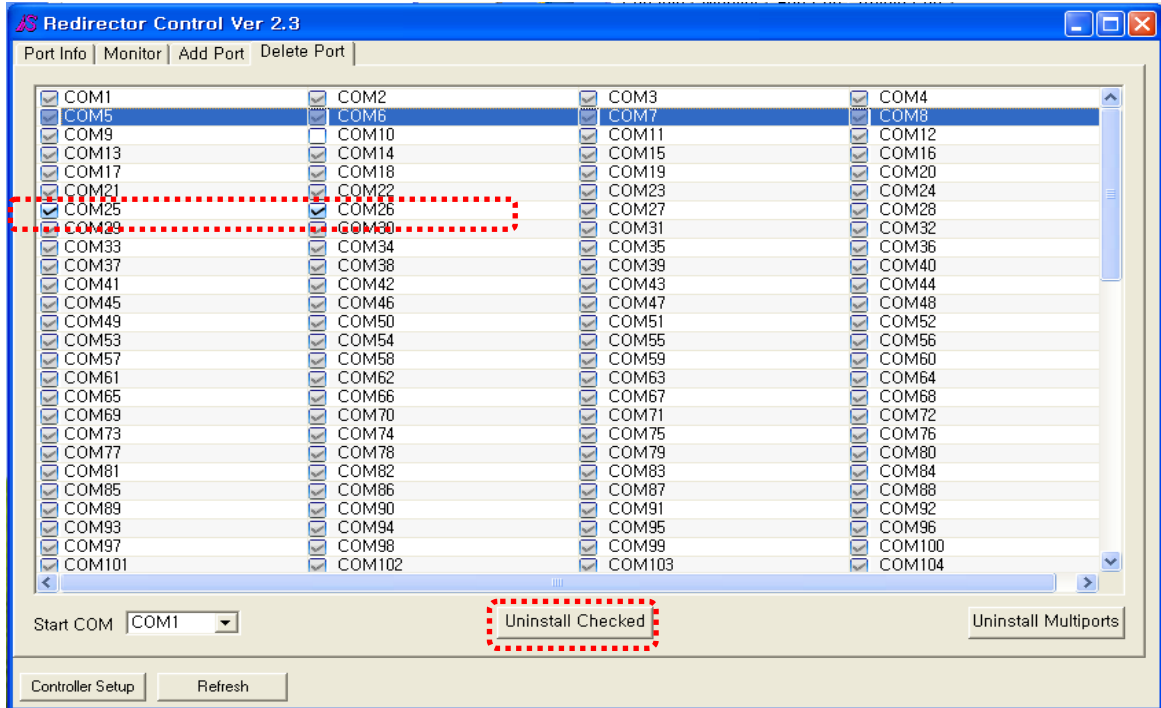 Redirector Control Ver 2.3
Port Info Monitor Add Port Delete Port
COM1 COM2 COM3 COM4
COM5 COM6 COM7 COM8
COM9 COM10 COM11 COM12
COM13 COM14 COM15 COM16
COM17 COM18 COM19 COM20
COM21 COM22 COM23 COM24
COM25 COM26 COM27 COM28
COM29 COM30 COM31 COM32
COM33 COM34 COM35 COM36
COM37 COM38 COM39 COM40
COM41 COM42 COM43 COM44
COM45 COM46 COM47 COM48
COM49 COM50 COM51 COM52
COM53 COM54 COM55 COM56
COM57 COM58 COM59 COM60
COM61 COM62 COM63 COM64
COM65 COM66 COM67 COM68
COM69 COM70 COM71 COM72
COM73 COM74 COM75 COM76
COM77 COM78 COM79 COM80
COM81 COM82 COM83 COM84
COM85 COM86 COM87 COM88
COM89 COM90 COM91 COM92
COM93 COM94 COM95 COM96
COM97 COM98 COM99 COM100
COM101 COM102 COM103 COM104
Start COM COM1 Uninstall Checked Uninstall Multiports
Controller Setup Refresh